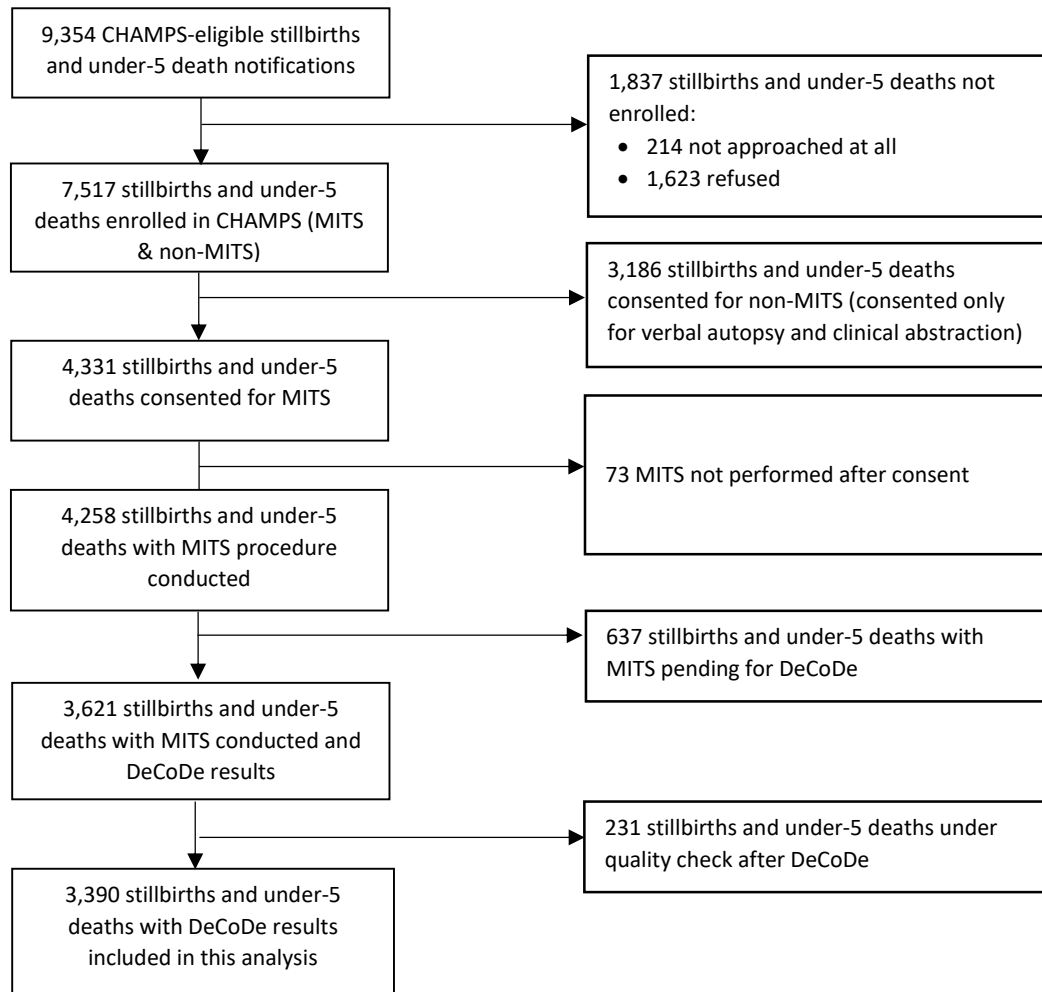 9,354 CHAMPS-eligible stillbirths
and under-5 death notifications
1,837 stillbirths and under-5 deaths not
enrolled:
• 214 not approached at all
• 1,623 refused
7,517 stillbirths and under-5
deaths enrolled in CHAMPS (MITS
& non-MITS)
3,186 stillbirths and under-5 deaths
consented for non-MITS (consented only
for verbal autopsy and clinical abstraction)
4,331 stillbirths and under-5
deaths consented for MITS
73 MITS not performed after consent
4,258 stillbirths and under-5
deaths with MITS procedure
conducted
637 stillbirths and under-5 deaths with
MITS pending for DeCoDe
3,621 stillbirths and under-5
deaths with MITS conducted and
DeCoDe results
231 stillbirths and under-5 deaths under
quality check after DeCoDe
3,390 stillbirths and under-5
deaths with DeCoDe results
included in this analysis